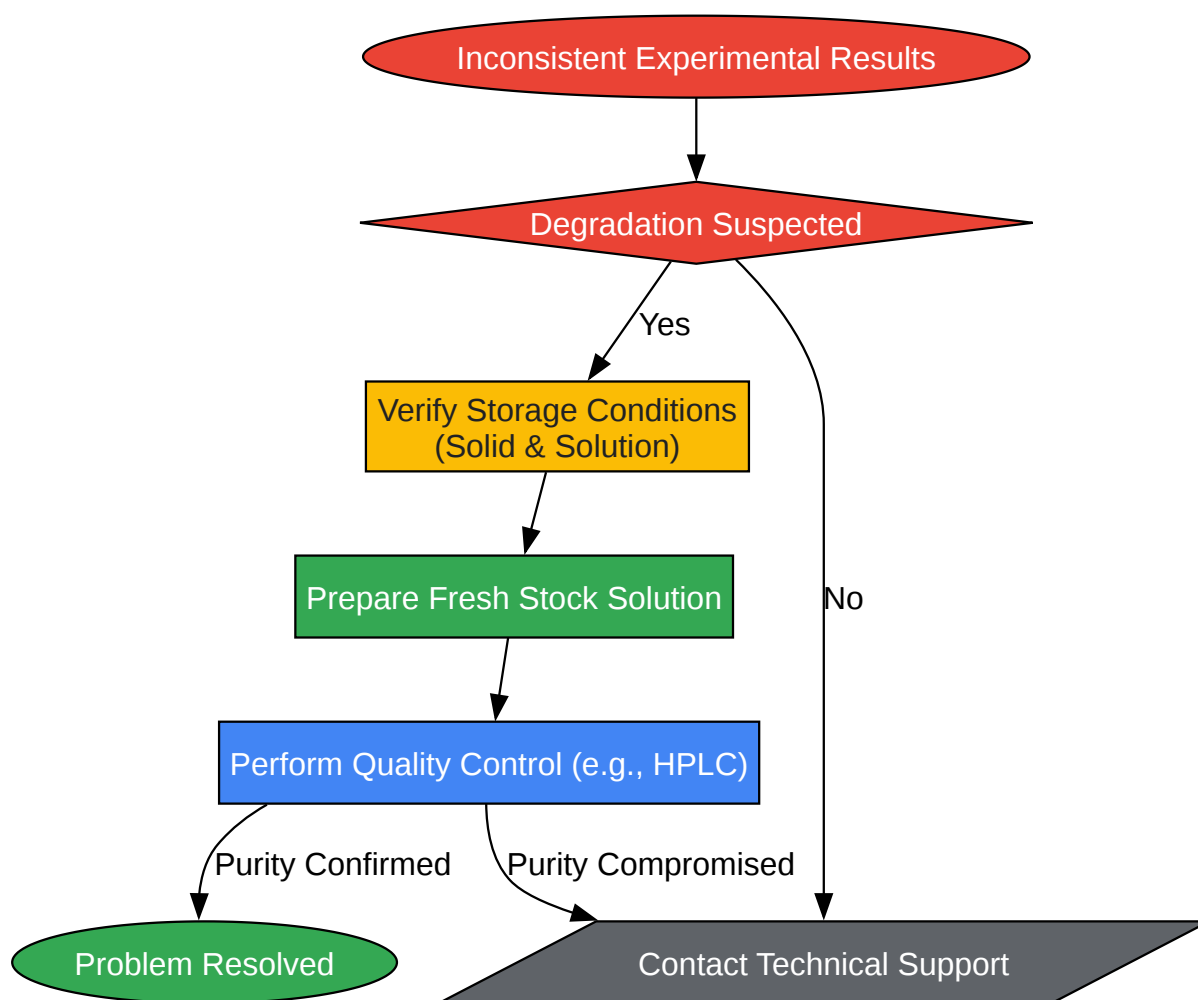 Inconsistent Experimental Results
Degradation Suspected
Yes
Verify Storage Conditions
(Solid & Solution)
Prepare Fresh Stock Solution
No
Perform Quality Control (e.g., HPLC)
Purity Confirmed
Purity Compromised
Problem Resolved
Contact Technical Support